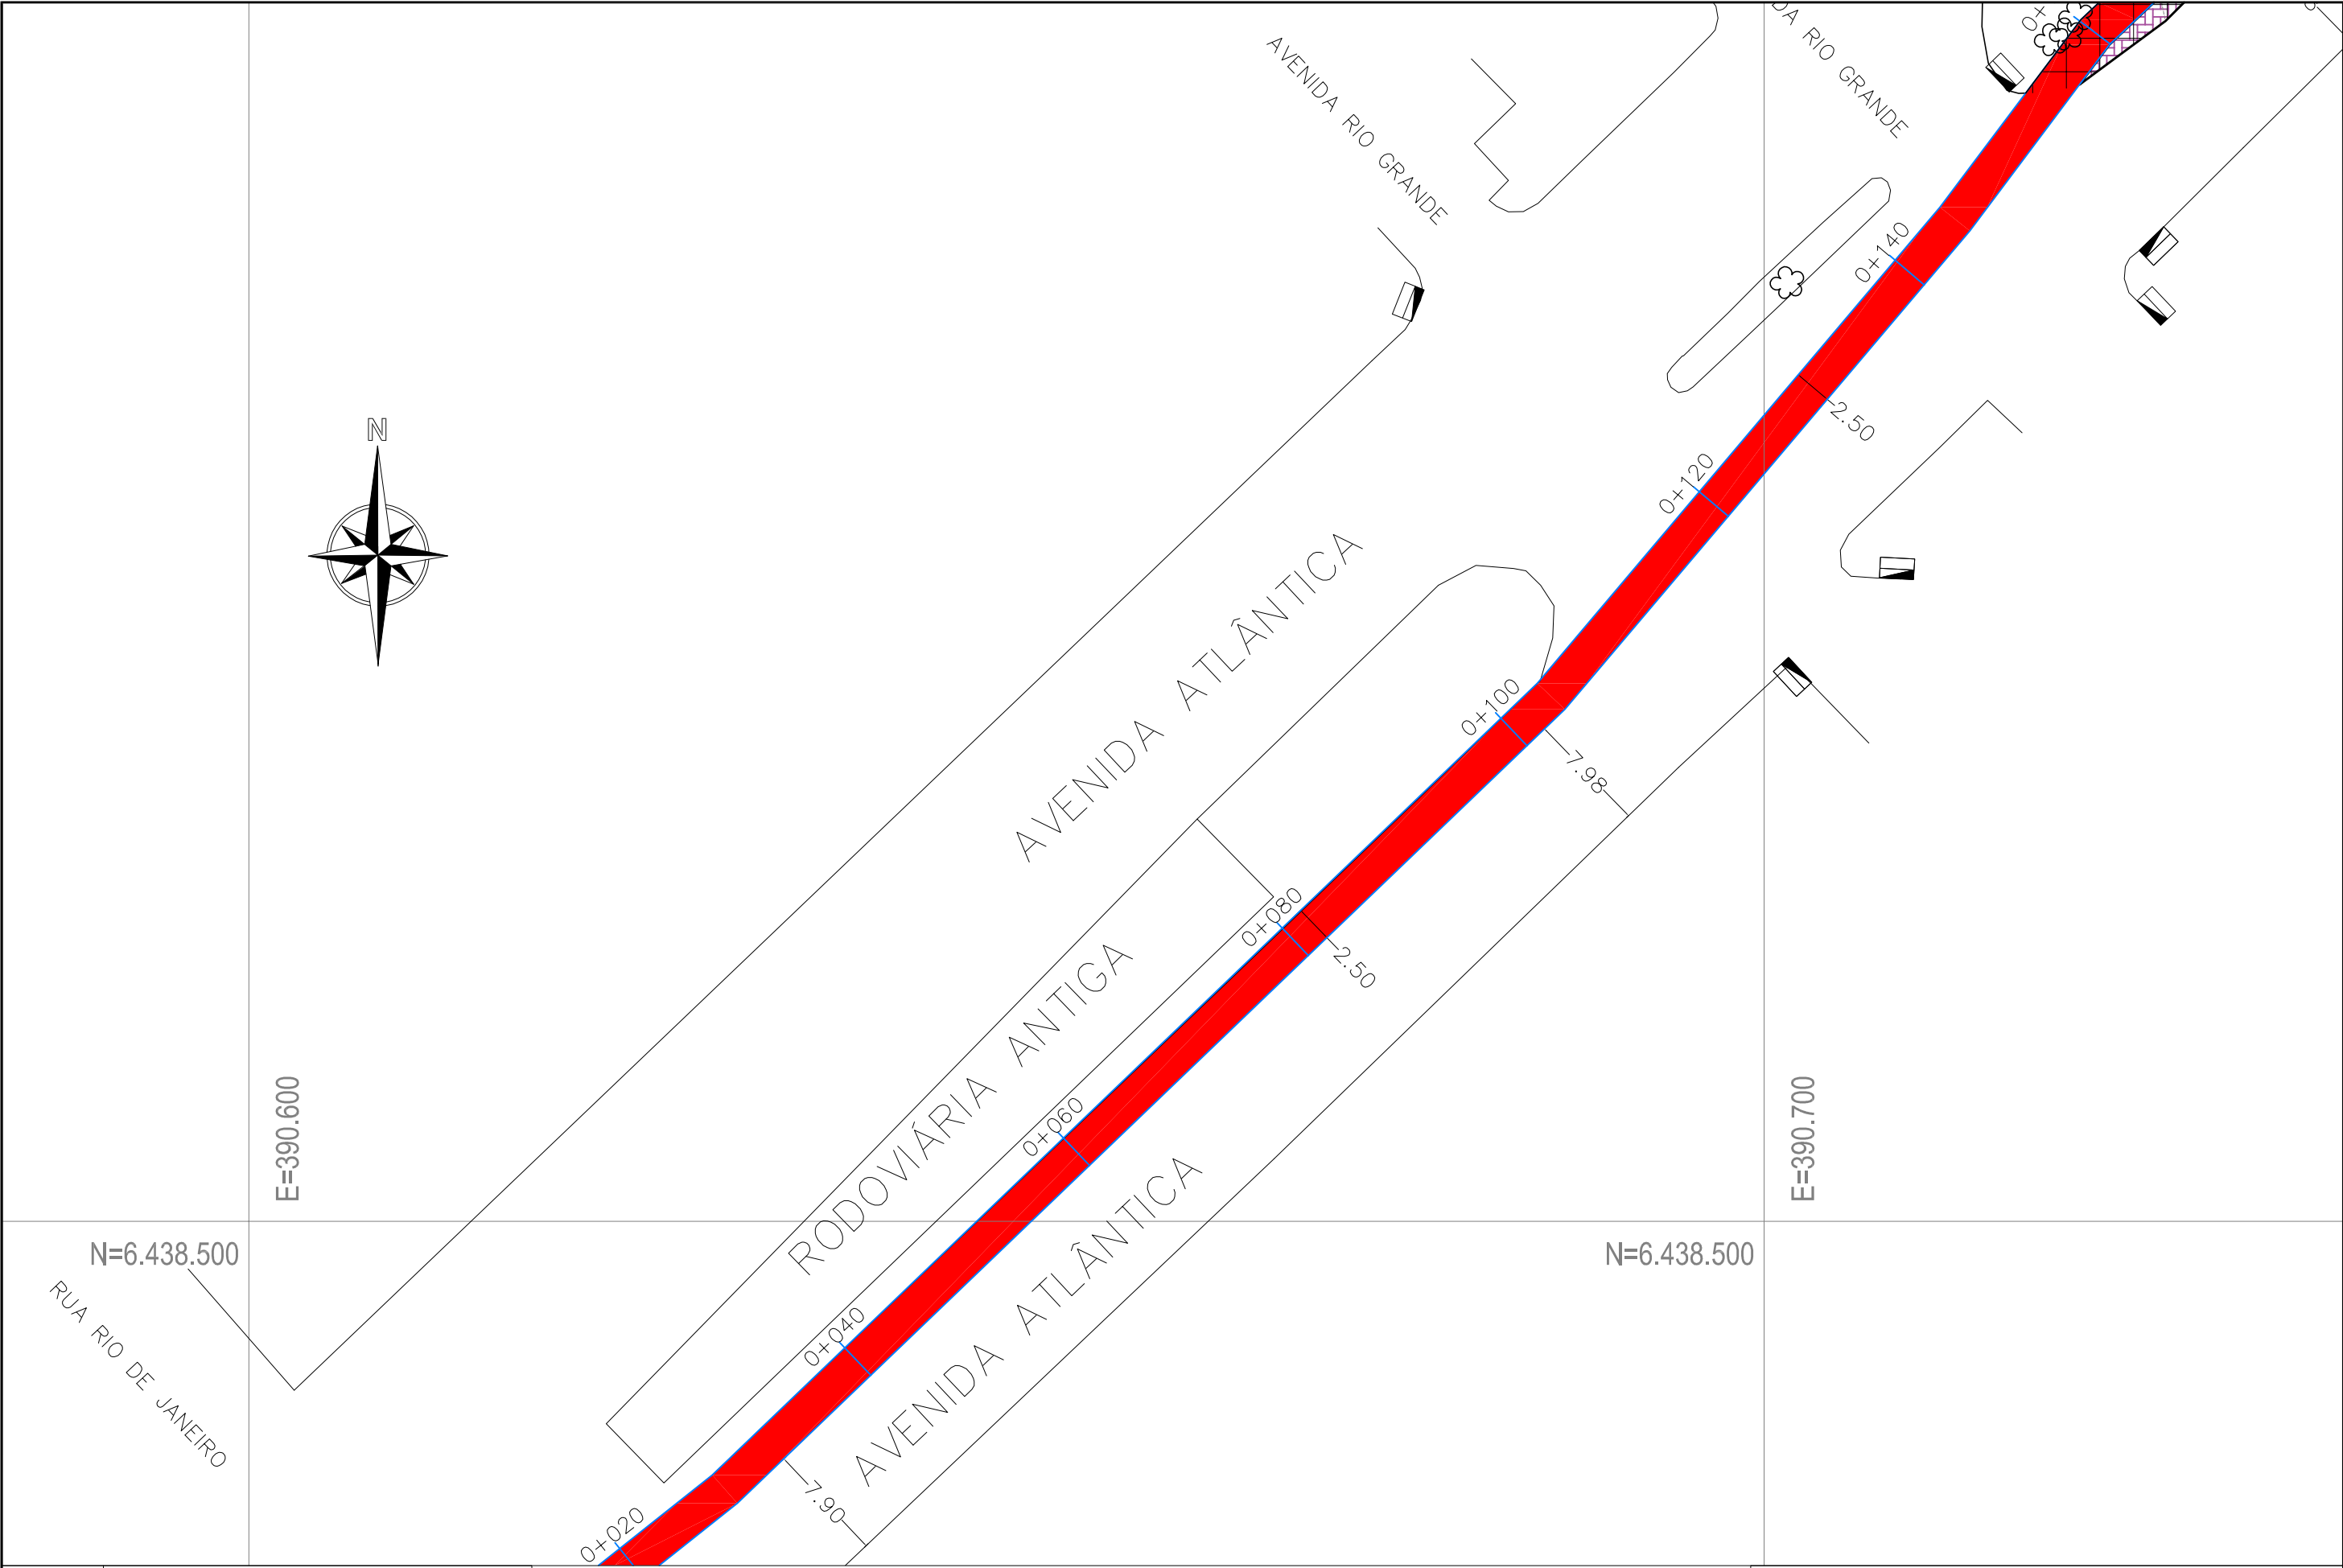 AVENIDA RIO GRANDE
RIO GRANDE
0+
0+140
N
2.50
0+120
AVENIDA ATLÂNTICA
0+100
7.98
0+080
2.50
RODOVIÁRIA ANTIGA
0+060
E=390.600
E=390.700
AVENIDA ATLÂNTICA
N=6.438.500
N=6.438.500
RUA RIO DE JANEIRO
0+040
7.90
0+020